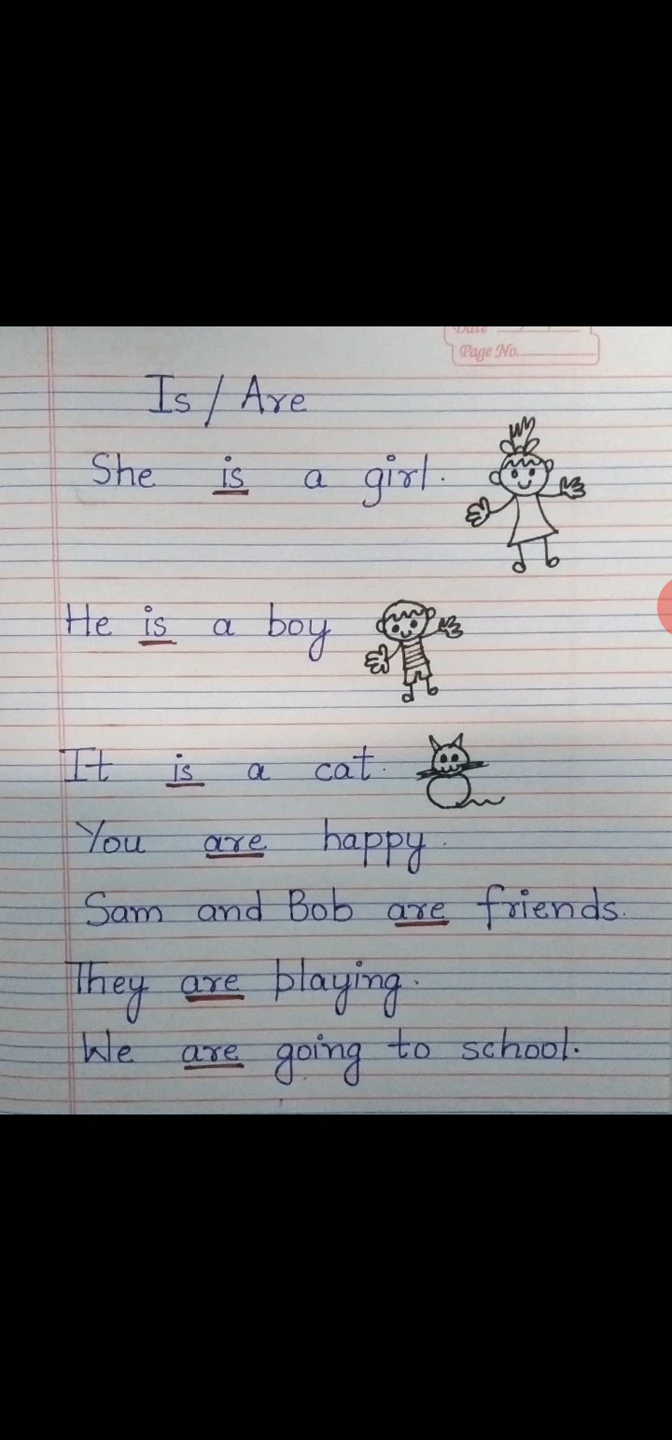 Page No.
Is / Are
She is a girl.
He is a boy
It is a cat.
You are happy.
Sam and Bob are friends.
They are playing.
We are going to school.